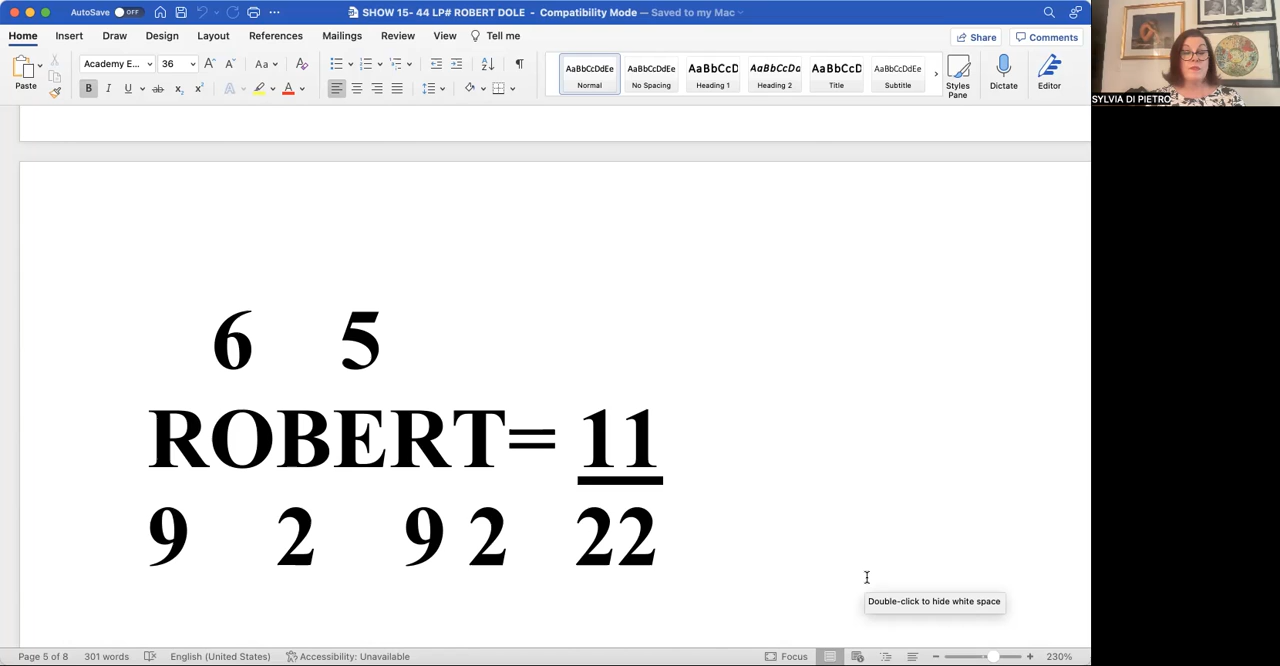 AutoSave OFF
SHOW 15- 44 LP# ROBERT DOLE - Compatibility Mode — Saved to my Mac
Home Insert Draw Design Layout References Mailings Review View Tell me
Share Comments
Paste
Academy E... 36
AaBbCcDdEe AaBbCcDdEe AaBbCcD AaBbCcDc AaBbCcD AaBbCcDdEe
Normal No Spacing Heading 1 Heading 2 Title Subtitle
Styles Pane
Dictate
Editor
SYLVIA DI PIETRO
6 5
ROBERT= 11
9 2 9 2 22
Double-click to hide white space
Page 5 of 8 301 words English (United States) Accessibility: Unavailable Focus 230%